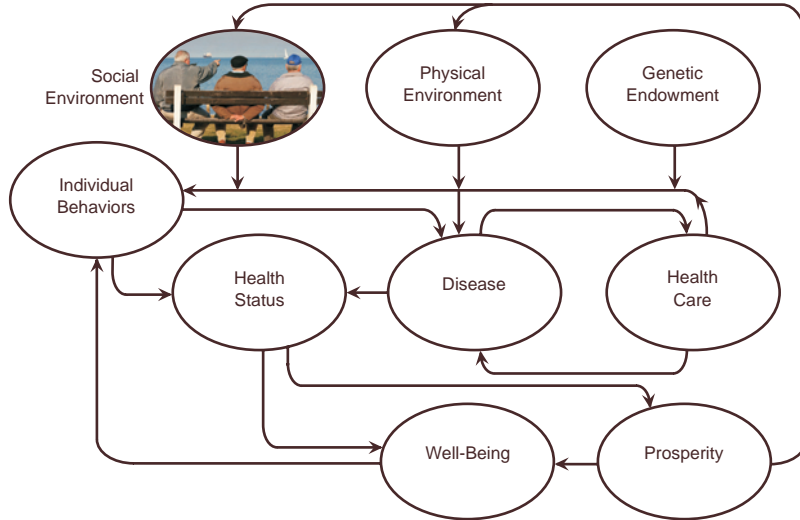 Social
Environment
Physical
Environment
Genetic
Endowment
Individual
Behaviors
Health
Status
Disease
Health
Care
Well-Being
Prosperity